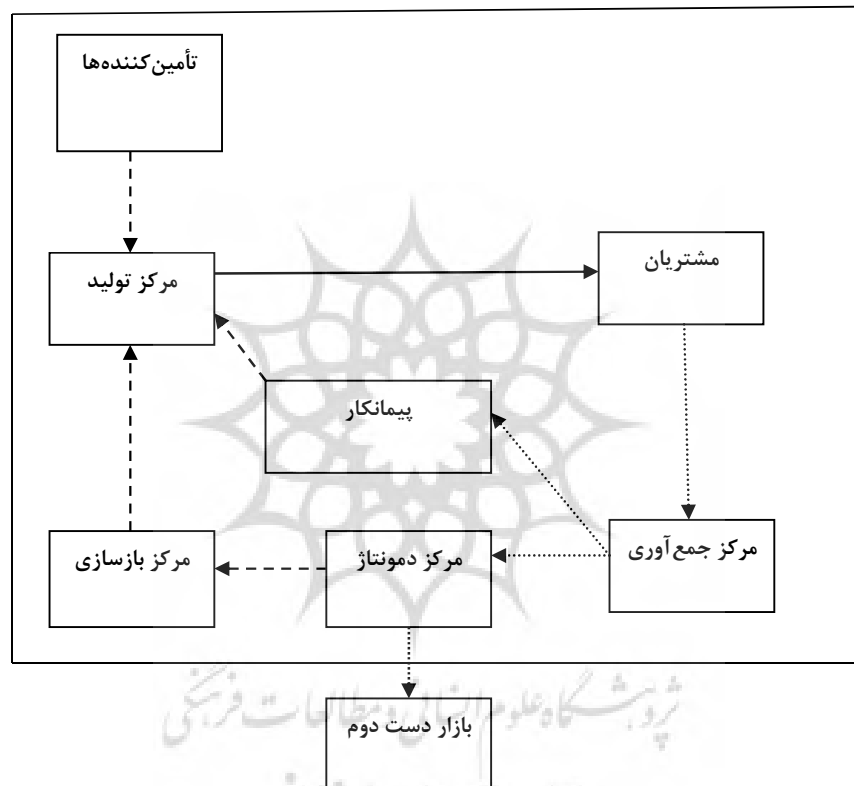 تأمین‌کننده‌ها
مرکز تولید
مشتریان
پیمانکار
مرکز جمع‌آوری
مرکز دمونتاژ
مرکز بازسازی
پژوهشگاه علوم انسانی و مطالعات فرهنگی
بازار دست دوم